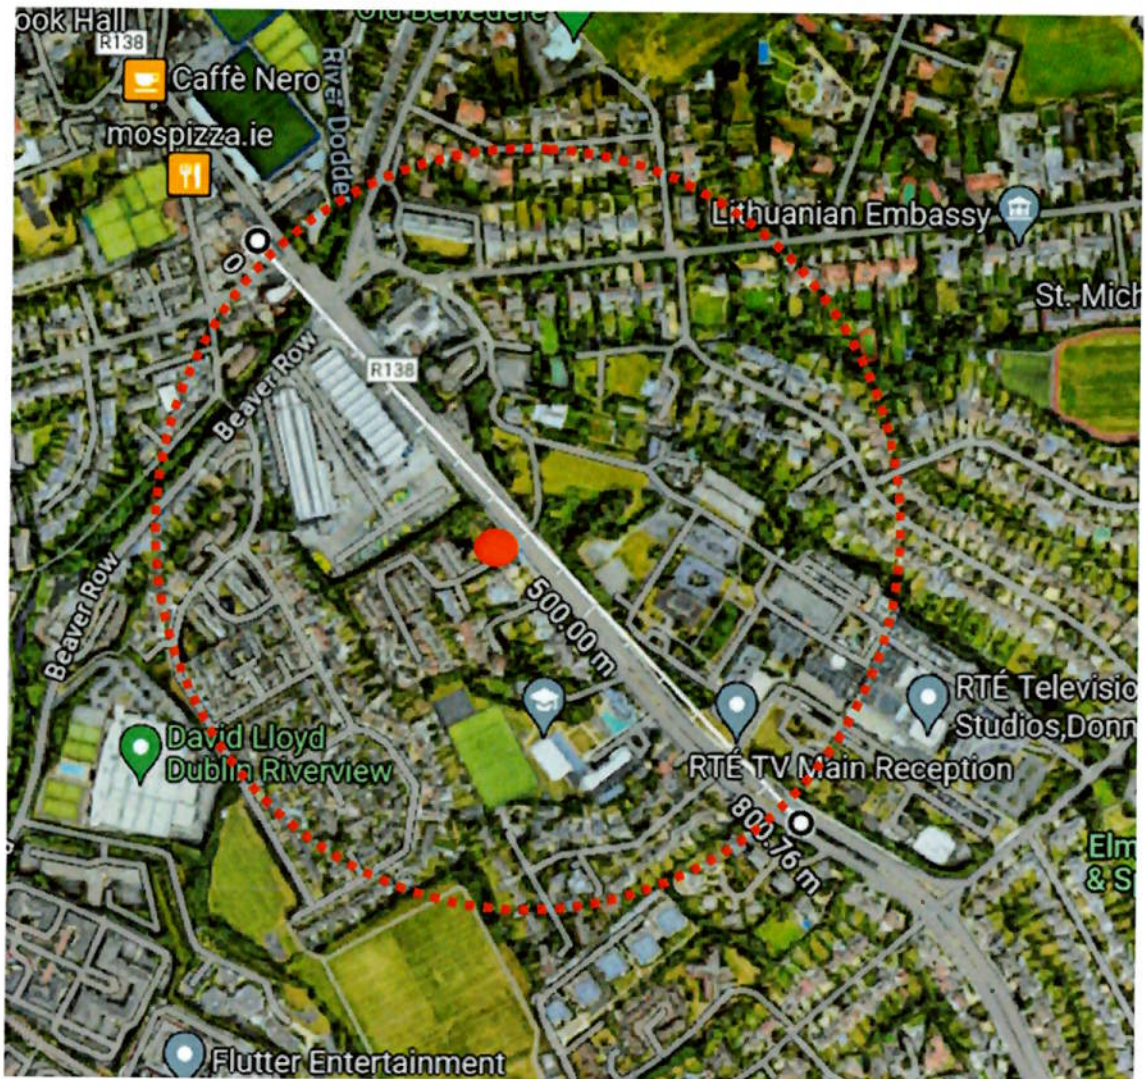 ook Hall
R138
Old Belvedere
Caffè Nero
River Dodder
mospizza.ie
Lithuanian Embassy
0
St. Mich
R138
Beaver Row
500.00 m
Beaver Row
RTÉ Televisio
Studios,Donn
David Lloyd
Dublin Riverview
RTÉ TV Main Reception
800.76 m
Elm
& S
Flutter Entertainment